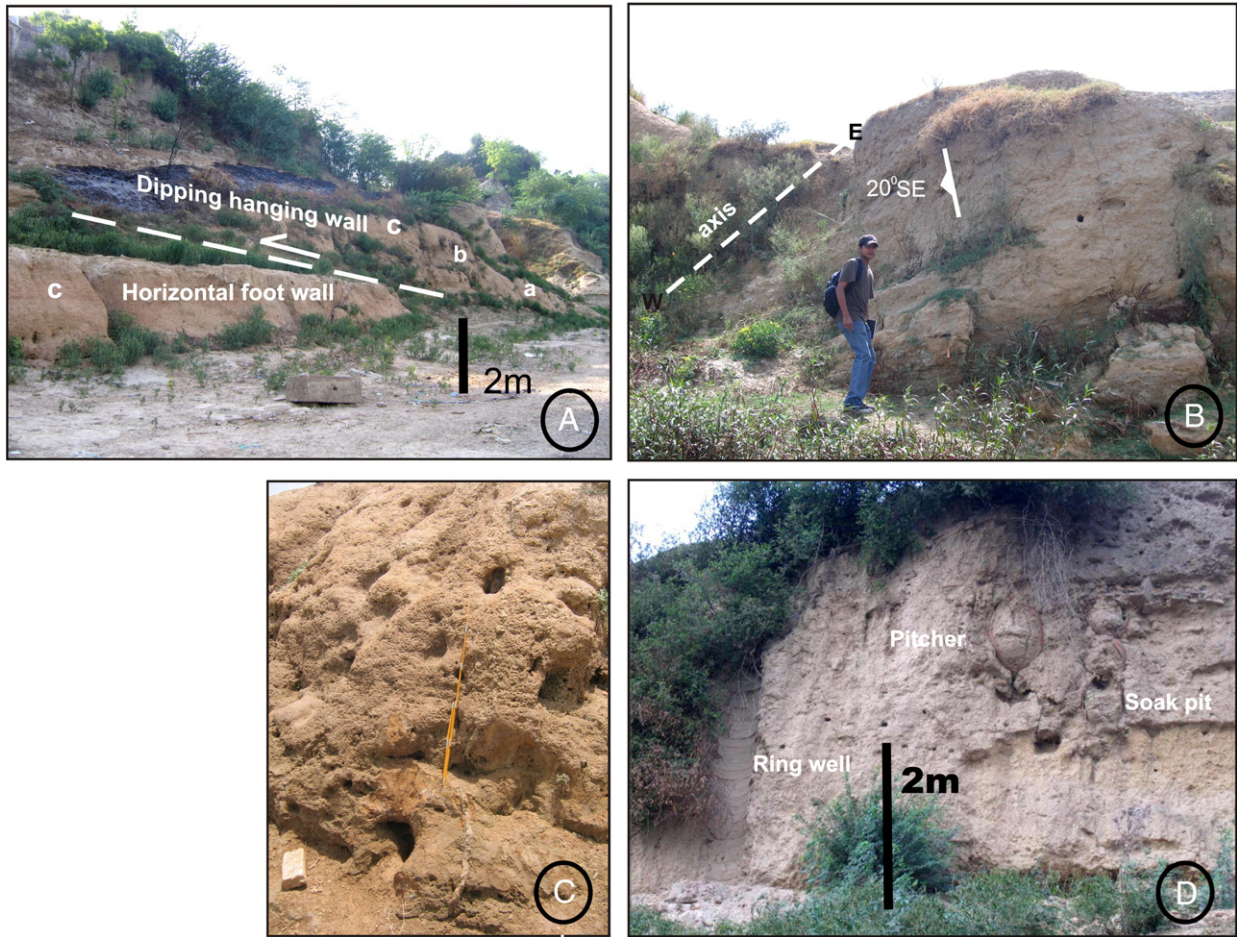 Dipping hanging wall
c
b
a
c
Horizontal foot wall
2m
A
E
20⁰SE
axis
W
B
C
Pitcher
Soak pit
Ring well
2m
D